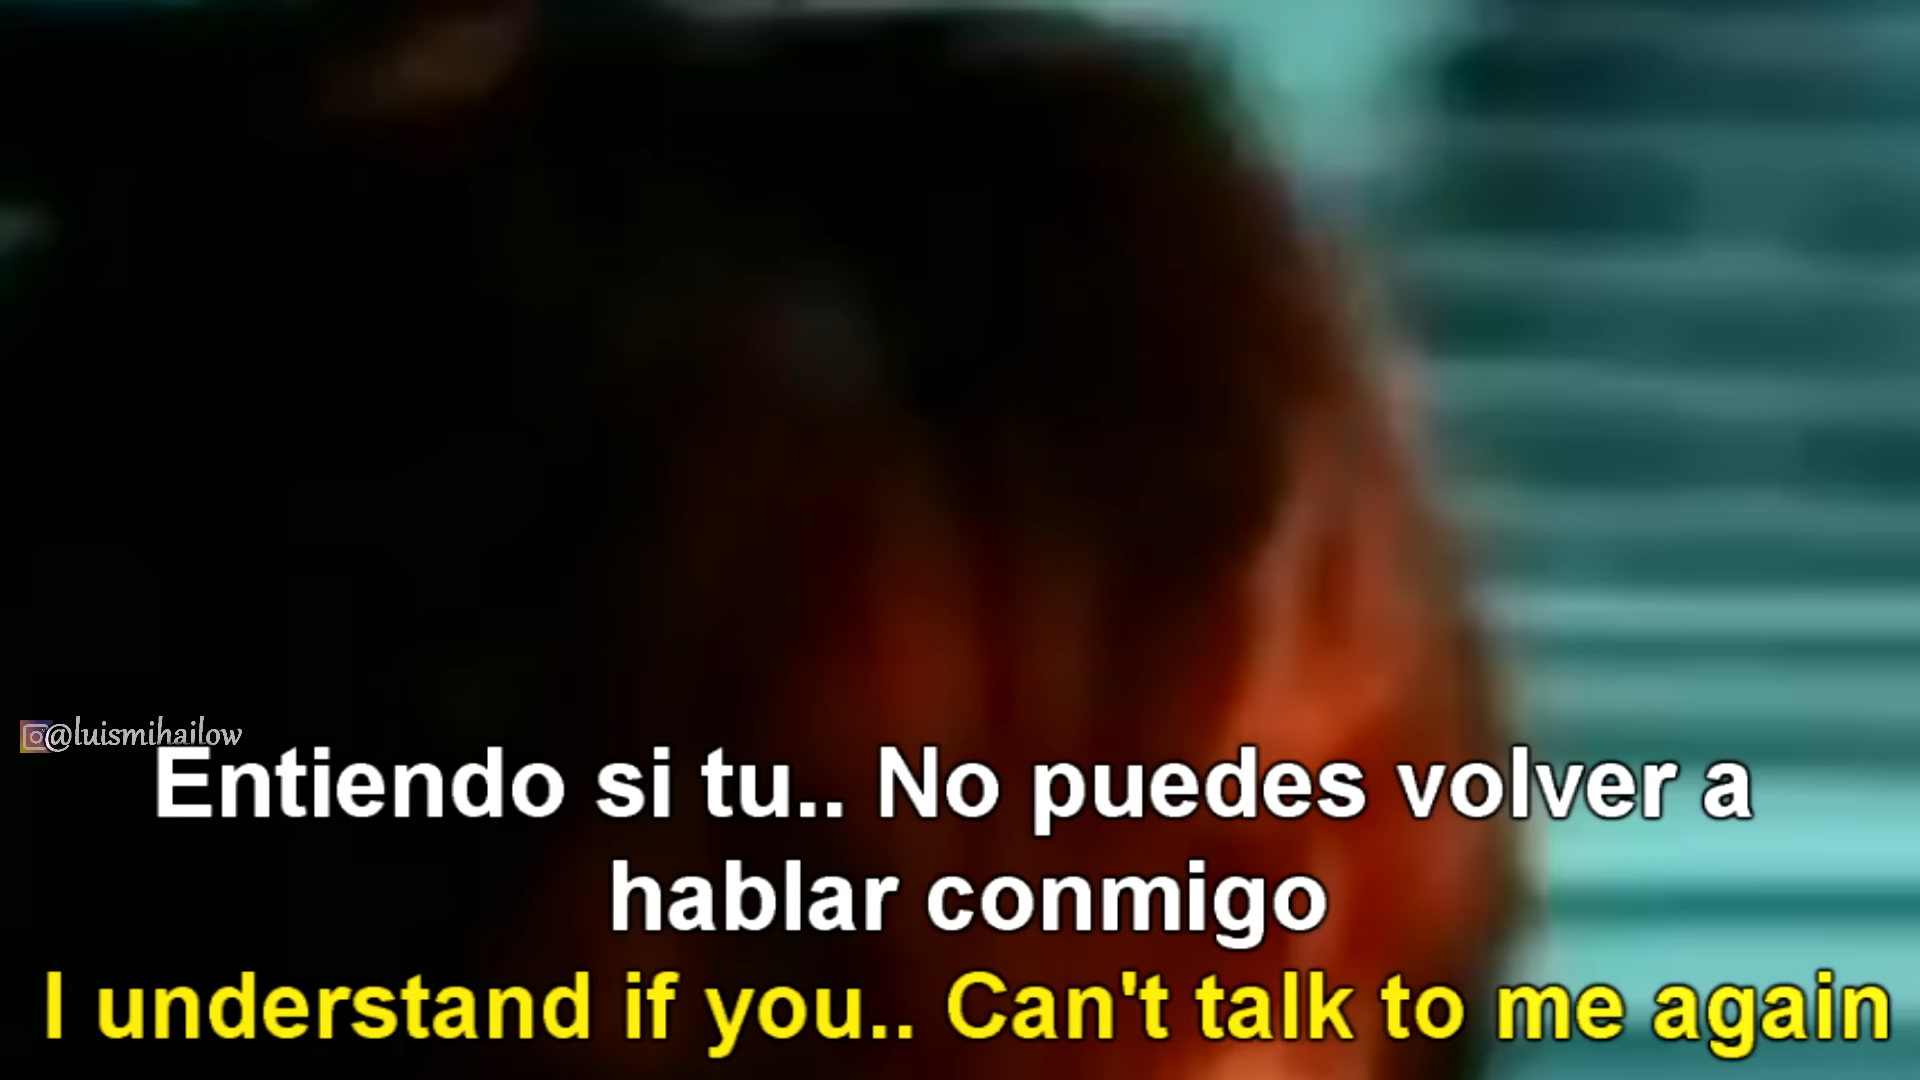 @luismihailow
Entiendo si tu.. No puedes volver a
hablar conmigo
I understand if you.. Can't talk to me again